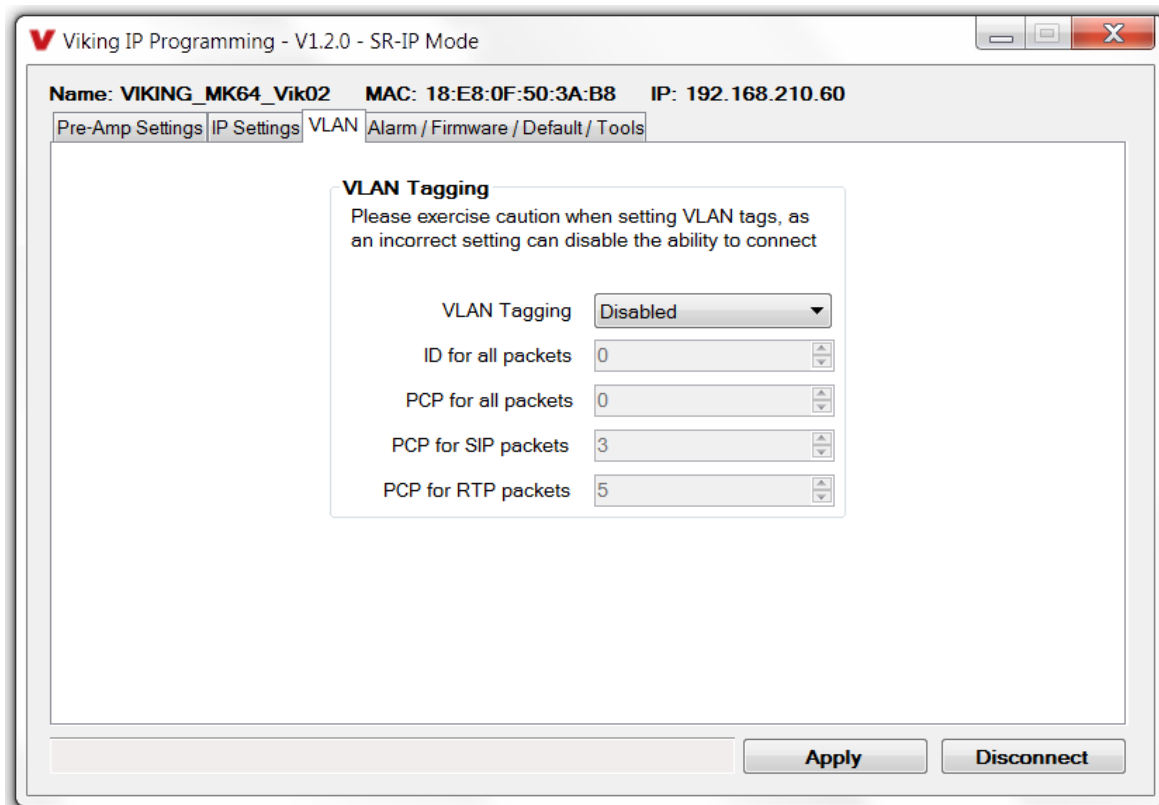 Viking IP Programming - V1.2.0 - SR-IP Mode
Name: VIKING_MK64_Vik02 MAC: 18:E8:0F:50:3A:B8 IP: 192.168.210.60
Pre-Amp Settings IP Settings VLAN Alarm / Firmware / Default / Tools
VLAN Tagging
Please exercise caution when setting VLAN tags, as
an incorrect setting can disable the ability to connect
VLAN Tagging Disabled
ID for all packets 0
PCP for all packets 0
PCP for SIP packets 3
PCP for RTP packets 5
Apply Disconnect